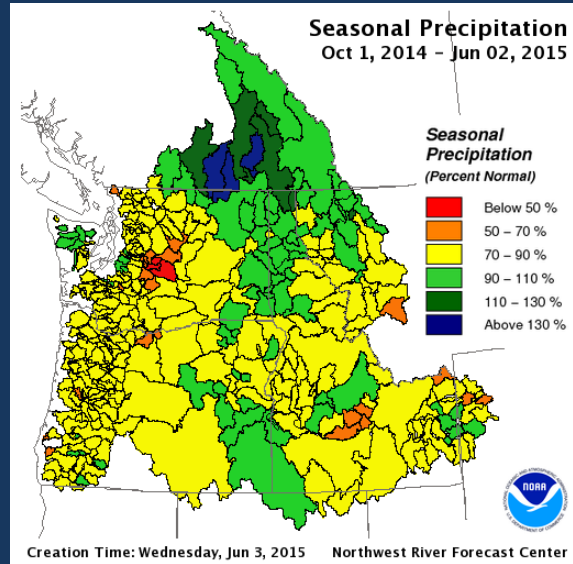 Seasonal Precipitation
Oct 1, 2014 – Jun 02, 2015
Seasonal
Precipitation
(Percent Normal)
Below 50 %
50 – 70 %
70 – 90 %
90 – 110 %
110 – 130 %
Above 130 %
NOAA
Creation Time: Wednesday, Jun 3, 2015 Northwest River Forecast Center